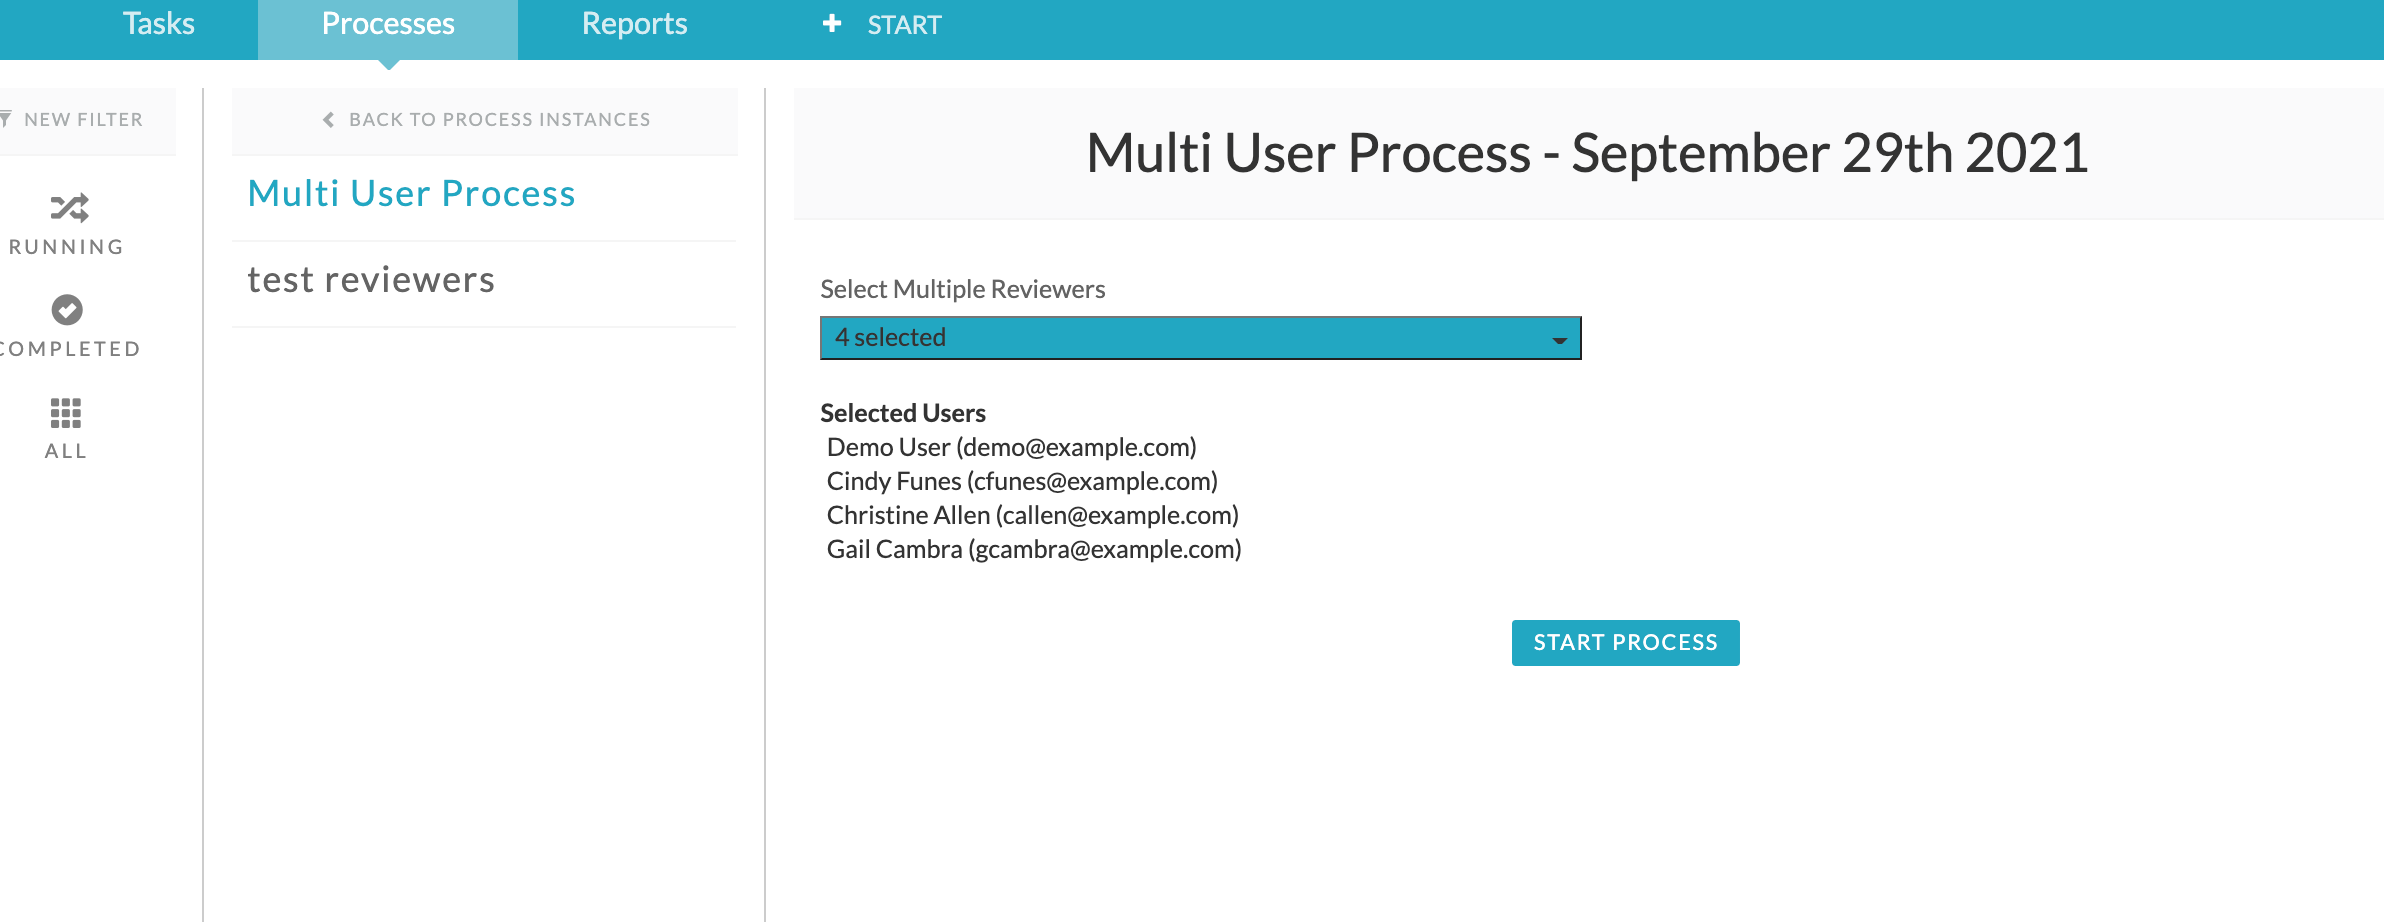 Tasks
Processes
Reports
START
NEW FILTER
RUNNING
COMPLETED
ALL
BACK TO PROCESS INSTANCES
Multi User Process
test reviewers
Multi User Process - September 29th 2021
Select Multiple Reviewers
4 selected
Selected Users
Demo User (demo@example.com)
Cindy Funes (cfunes@example.com)
Christine Allen (callen@example.com)
Gail Cambra (gcambra@example.com)
START PROCESS